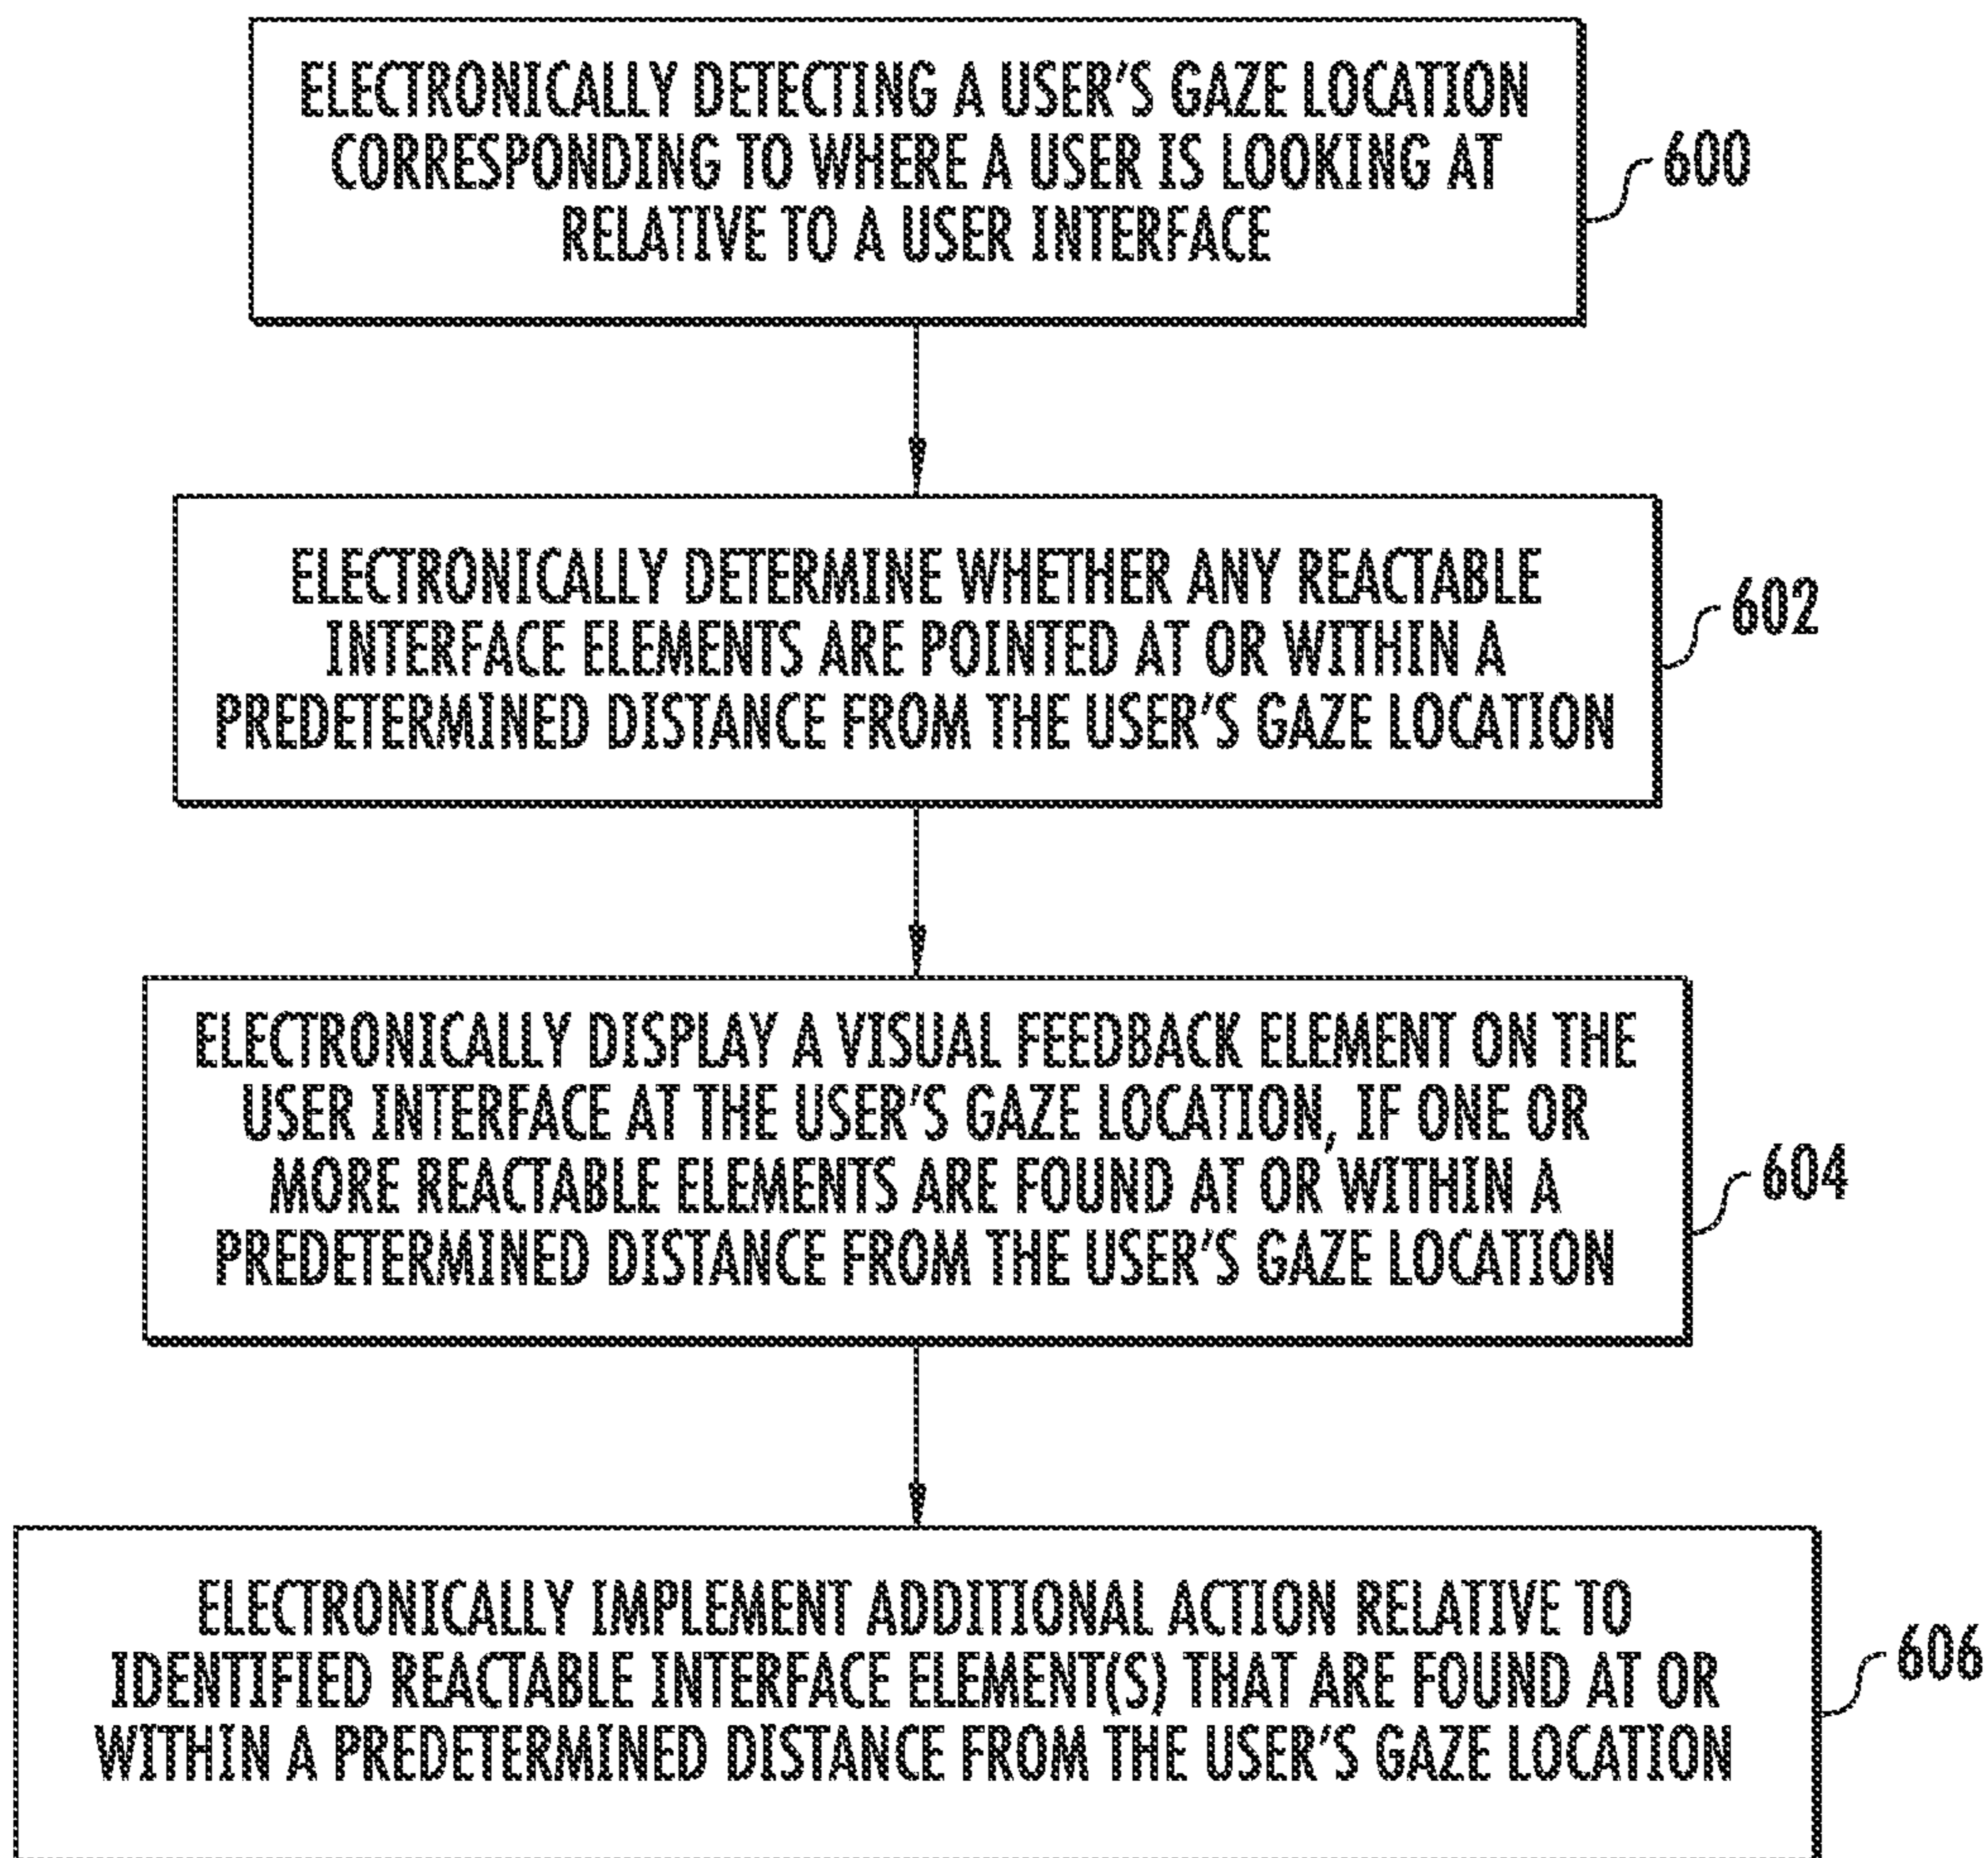 ELECTRONICALLY DETECTING A USER'S GAZE LOCATION
CORRESPONDING TO WHERE A USER IS LOOKING AT
RELATIVE TO A USER INTERFACE
600
ELECTRONICALLY DETERMINE WHETHER ANY REACTABLE
INTERFACE ELEMENTS ARE POINTED AT OR WITHIN A
PREDETERMINED DISTANCE FROM THE USER'S GAZE LOCATION
602
ELECTRONICALLY DISPLAY A VISUAL FEEDBACK ELEMENT ON THE
USER INTERFACE AT THE USER'S GAZE LOCATION, IF ONE OR
MORE REACTABLE ELEMENTS ARE FOUND AT OR WITHIN A
PREDETERMINED DISTANCE FROM THE USER'S GAZE LOCATION
604
ELECTRONICALLY IMPLEMENT ADDITIONAL ACTION RELATIVE TO
IDENTIFIED REACTABLE INTERFACE ELEMENT(S) THAT ARE FOUND AT OR
WITHIN A PREDETERMINED DISTANCE FROM THE USER'S GAZE LOCATION
606